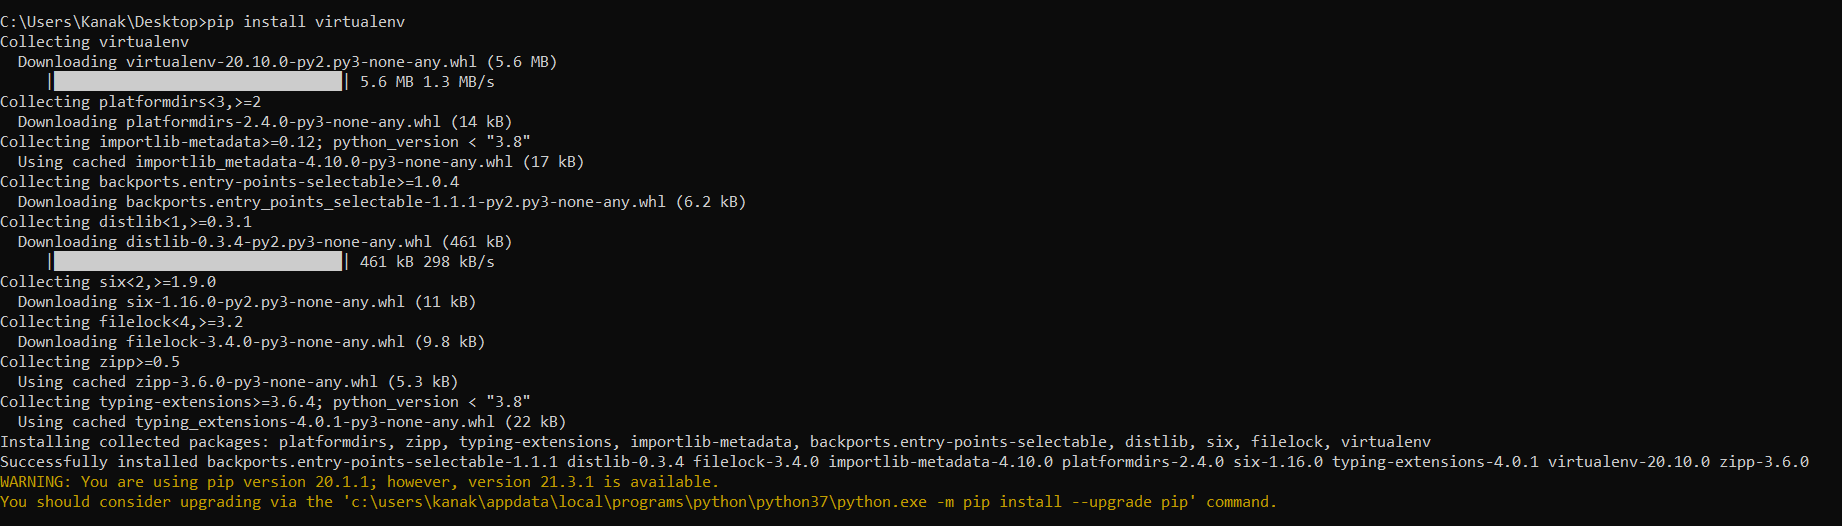 C:\Users\Kanak\Desktop>pip install virtualenv
Collecting virtualenv
  Downloading virtualenv-20.10.0-py2.py3-none-any.whl (5.6 MB)
     |████████████████████████████████| 5.6 MB 1.3 MB/s
Collecting platformdirs<3,>=2
  Downloading platformdirs-2.4.0-py3-none-any.whl (14 kB)
Collecting importlib-metadata>=0.12; python_version < "3.8"
  Using cached importlib_metadata-4.10.0-py3-none-any.whl (17 kB)
Collecting backports.entry-points-selectable>=1.0.4
  Downloading backports.entry_points_selectable-1.1.1-py2.py3-none-any.whl (6.2 kB)
Collecting distlib<1,>=0.3.1
  Downloading distlib-0.3.4-py2.py3-none-any.whl (461 kB)
     |████████████████████████████████| 461 kB 298 kB/s
Collecting six<2,>=1.9.0
  Downloading six-1.16.0-py2.py3-none-any.whl (11 kB)
Collecting filelock<4,>=3.2
  Downloading filelock-3.4.0-py3-none-any.whl (9.8 kB)
Collecting zipp>=0.5
  Using cached zipp-3.6.0-py3-none-any.whl (5.3 kB)
Collecting typing-extensions>=3.6.4; python_version < "3.8"
  Using cached typing_extensions-4.0.1-py3-none-any.whl (22 kB)
Installing collected packages: platformdirs, zipp, typing-extensions, importlib-metadata, backports.entry-points-selectable, distlib, six, filelock, virtualenv
Successfully installed backports.entry-points-selectable-1.1.1 distlib-0.3.4 filelock-3.4.0 importlib-metadata-4.10.0 platformdirs-2.4.0 six-1.16.0 typing-extensions-4.0.1 virtualenv-20.10.0 zipp-3.6.0
WARNING: You are using pip version 20.1.1; however, version 21.3.1 is available.
You should consider upgrading via the 'c:\users\kanak\appdata\local\programs\python\python37\python.exe -m pip install --upgrade pip' command.